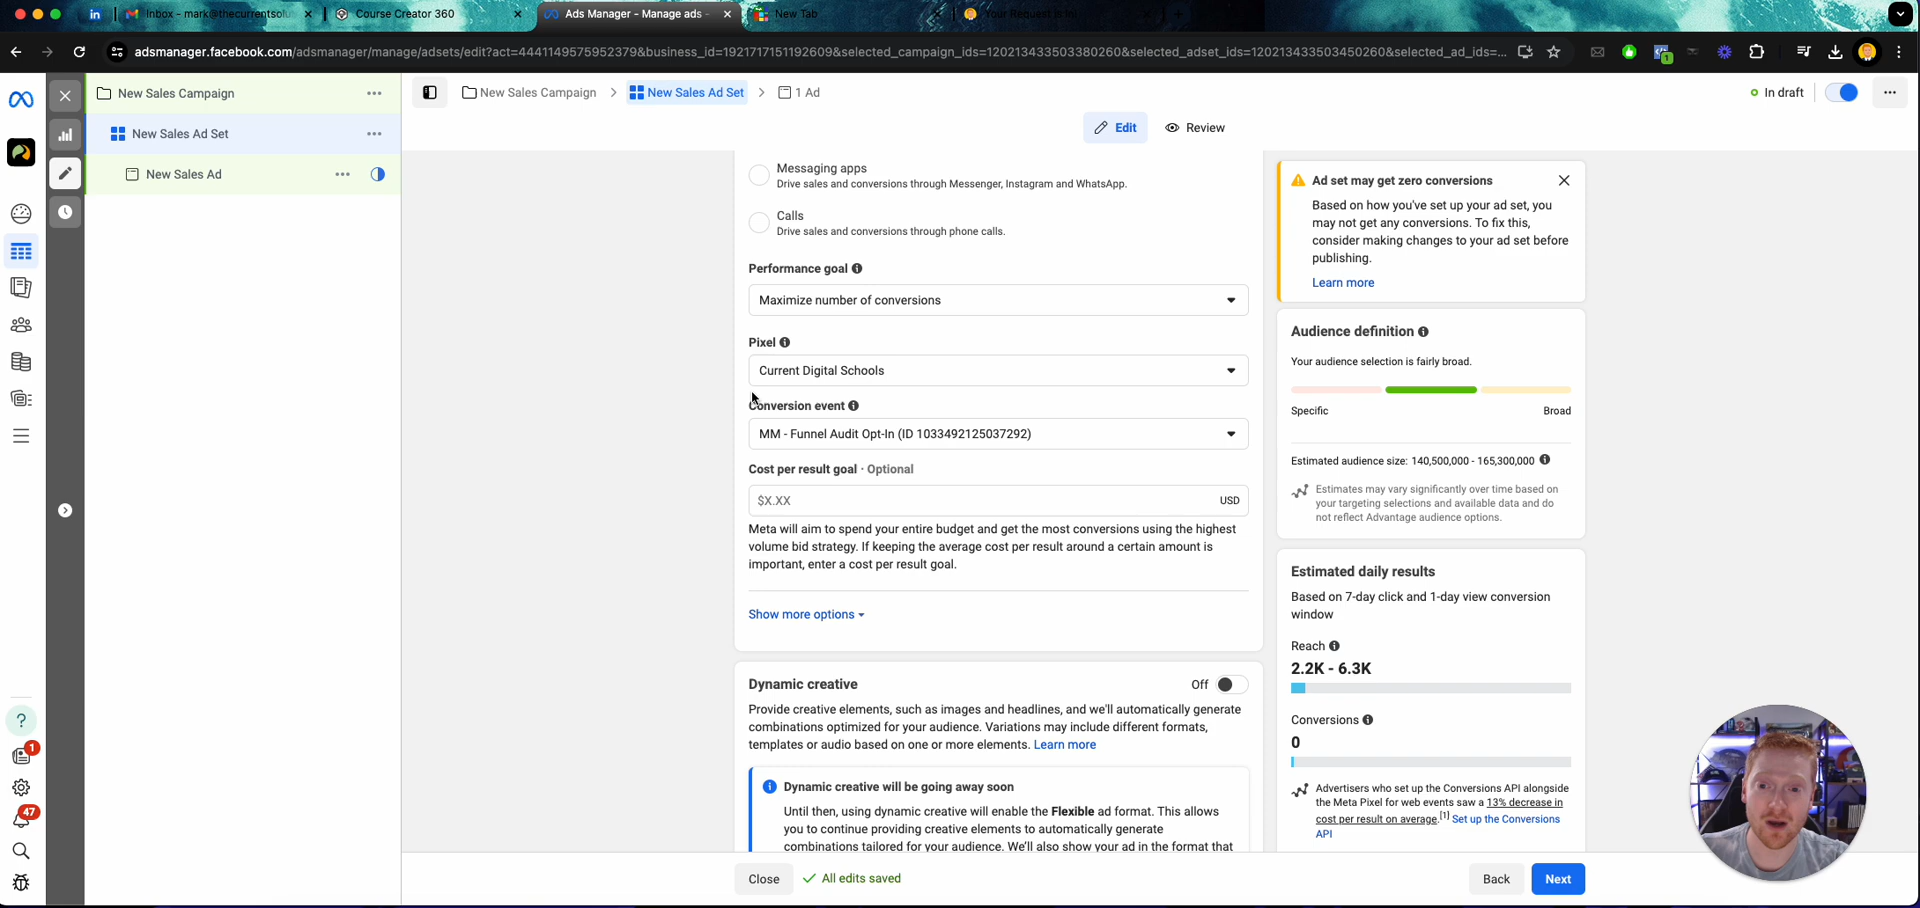 Inbox - mark@thecurrentsolu
Course Creator 360
Ads Manager - Manage ads -
New Tab
Your Request is In!
adsmanager.facebook.com/adsmanager/manage/adsets/edit?act=4441149575952379&business_id=1921717151192609&selected_campaign_ids=120213433503380260&selected_adset_ids=120213433503450260&selected_ad_ids=...
New Sales Campaign
New Sales Ad Set
New Sales Ad
New Sales Campaign > New Sales Ad Set > 1 Ad
In draft
Edit
Review
Messaging apps
Drive sales and conversions through Messenger, Instagram and WhatsApp.
Calls
Drive sales and conversions through phone calls.
Performance goal
Maximize number of conversions
Pixel
Current Digital Schools
Conversion event
MM - Funnel Audit Opt-In (ID 1033492125037292)
Cost per result goal · Optional
$X.XX
USD
Meta will aim to spend your entire budget and get the most conversions using the highest
volume bid strategy. If keeping the average cost per result around a certain amount is
important, enter a cost per result goal.
Show more options
Dynamic creative
Off
Provide creative elements, such as images and headlines, and we'll automatically generate
combinations optimized for your audience. Variations may include different formats,
templates or audio based on one or more elements. Learn more
Dynamic creative will be going away soon
Until then, using dynamic creative will enable the Flexible ad format. This allows
you to continue providing creative elements to automatically generate
combinations tailored for your audience. We'll also show your ad in the format that
Close
All edits saved
Back
Next
Ad set may get zero conversions
Based on how you've set up your ad set, you
may not get any conversions. To fix this,
consider making changes to your ad set before
publishing.
Learn more
Audience definition
Your audience selection is fairly broad.
Specific
Broad
Estimated audience size: 140,500,000 - 165,300,000
Estimates may vary significantly over time based on
your targeting selections and available data and do
not reflect Advantage audience options.
Estimated daily results
Based on 7-day click and 1-day view conversion
window
Reach
2.2K - 6.3K
Conversions
0
Advertisers who set up the Conversions API alongside
the Meta Pixel for web events saw a 13% decrease in
cost per result on average.[1] Set up the Conversions
API
1
47
1